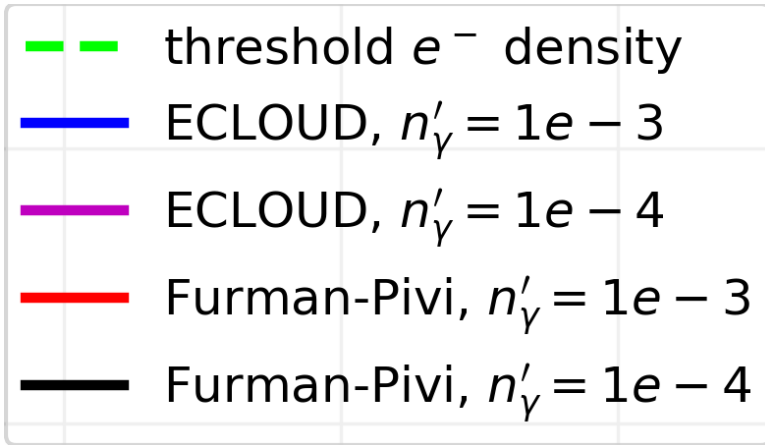 threshold e⁻ density
ECLOUD, n′γ = 1e − 3
ECLOUD, n′γ = 1e − 4
Furman-Pivi, n′γ = 1e − 3
Furman-Pivi, n′γ = 1e − 4